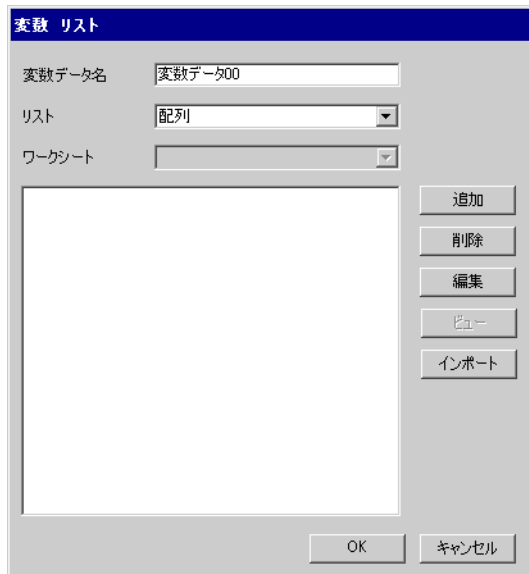 変数 リスト
変数データ名 変数データ00
リスト 配列
ワークシート
追加
削除
編集
ビュー
インポート
OK キャンセル